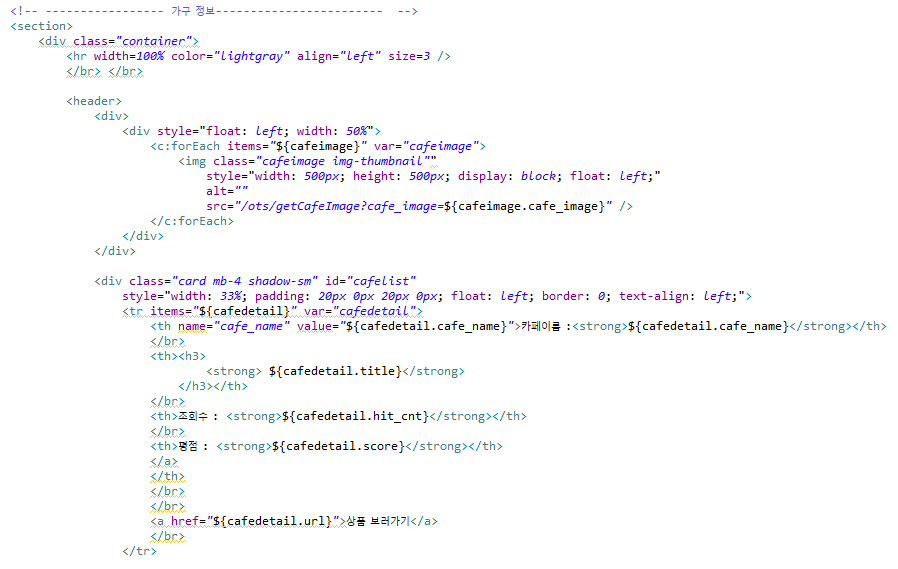 <!-- ----------------- 가구 정보------------------------ -->
<section>
    <div class="container">
        <hr width=100% color="lightgray" align="left" size=3 />
        </br> </br>

        <header>
            <div>
                <div style="float: left; width: 50%">
                    <c:forEach items="${cafeimage}" var="cafeimage">
                        <img class="cafeimage img-thumbnail""
                            style="width: 500px; height: 500px; display: block; float: left;"
                            alt=""
                            src="/ots/getCafeImage?cafe_image=${cafeimage.cafe_image}" />
                    </c:forEach>
                </div>
            </div>

            <div class="card mb-4 shadow-sm" id="cafelist"
                style="width: 33%; padding: 20px 0px 20px 0px; float: left; border: 0; text-align: left;">
                <tr items="${cafedetail}" var="cafedetail">
                    <th name="cafe_name" value="${cafedetail.cafe_name}">카페이름 :<strong>${cafedetail.cafe_name}</strong></th>
                    </br>
                    <th><h3>
                            <strong> ${cafedetail.title}</strong>
                        </h3></th>
                    </br>
                    <th>조회수 : <strong>${cafedetail.hit_cnt}</strong></th>
                    </br>
                    <th>평점 : <strong>${cafedetail.score}</strong></th>
                    </a>
                    </th>
                    </br>
                    </br>
                    <a href="${cafedetail.url}">상품 보러가기</a>
                    </br>
                </tr>